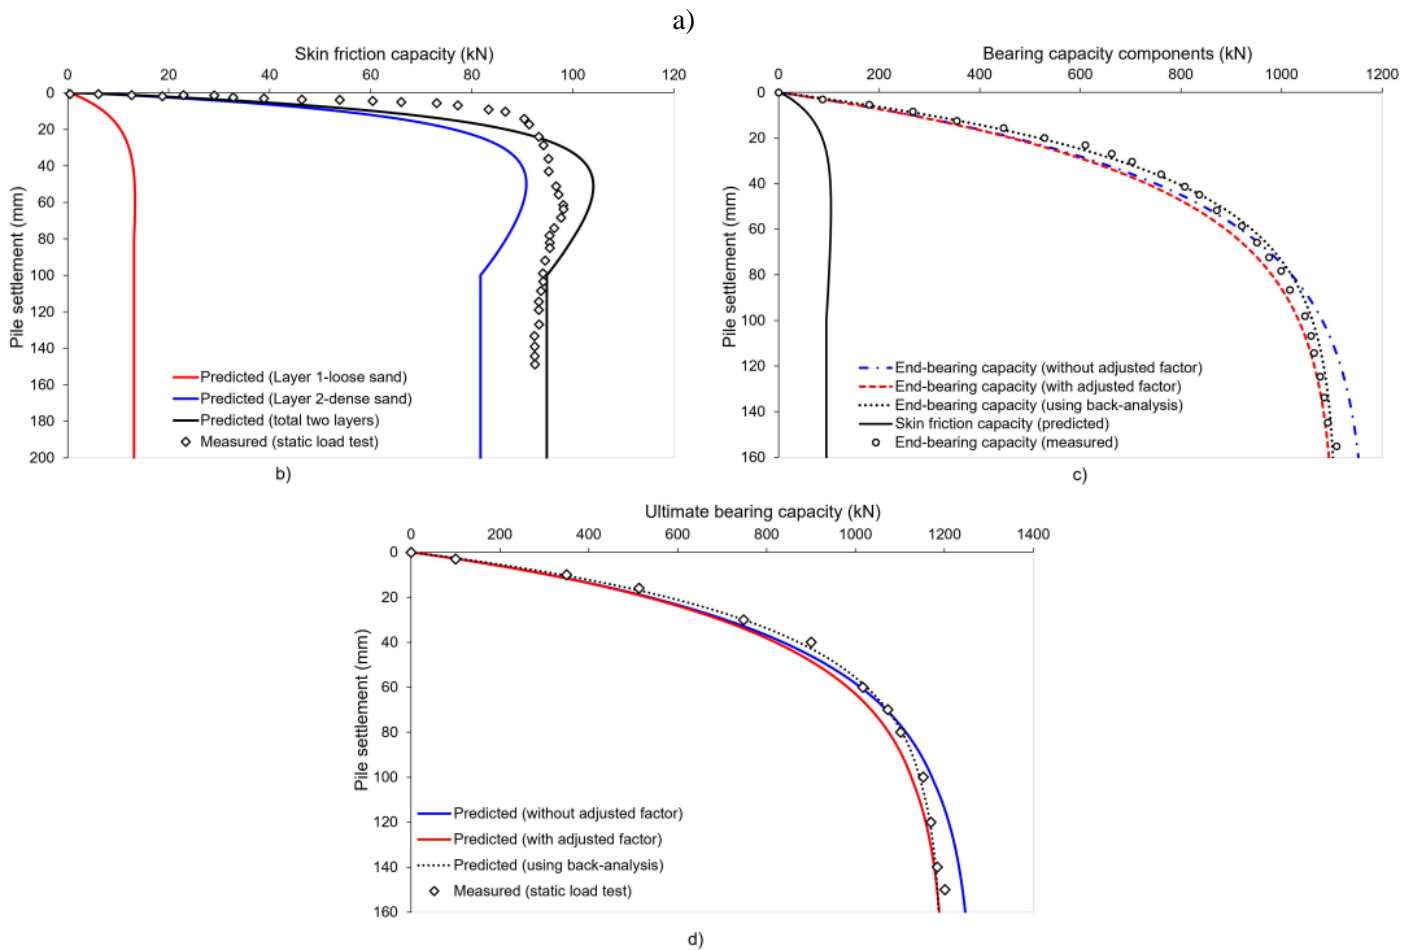 a)
Skin friction capacity (kN)
0 20 40 60 80 100 120
Pile settlement (mm)
0
20
40
60
80
100
120
140
160
180
200
Predicted (Layer 1-loose sand)
Predicted (Layer 2-dense sand)
Predicted (total two layers)
Measured (static load test)
b)
Bearing capacity components (kN)
0 200 400 600 800 1000 1200
Pile settlement (mm)
0
20
40
60
80
100
120
140
160
End-bearing capacity (without adjusted factor)
End-bearing capacity (with adjusted factor)
End-bearing capacity (using back-analysis)
Skin friction capacity (predicted)
End-bearing capacity (measured)
c)
Ultimate bearing capacity (kN)
0 200 400 600 800 1000 1200 1400
Pile settlement (mm)
0
20
40
60
80
100
120
140
160
Predicted (without adjusted factor)
Predicted (with adjusted factor)
Predicted (using back-analysis)
Measured (static load test)
d)